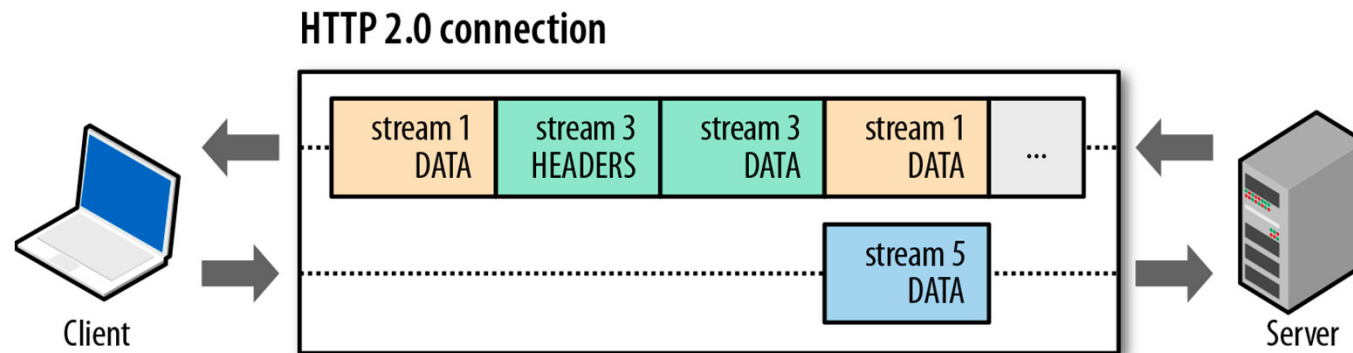 HTTP 2.0 connection
stream 1
DATA
stream 3
HEADERS
stream 3
DATA
stream 1
DATA
...
stream 5
DATA
Client
Server